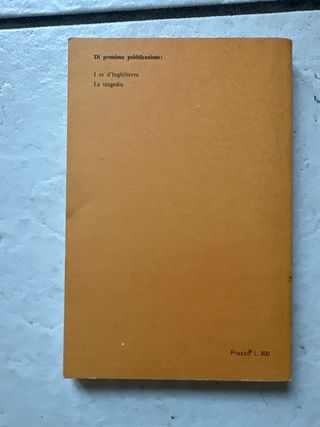 Di prossima pubblicazione:
I re d'Inghilterra
Le tragedie
Prezzo L. 800